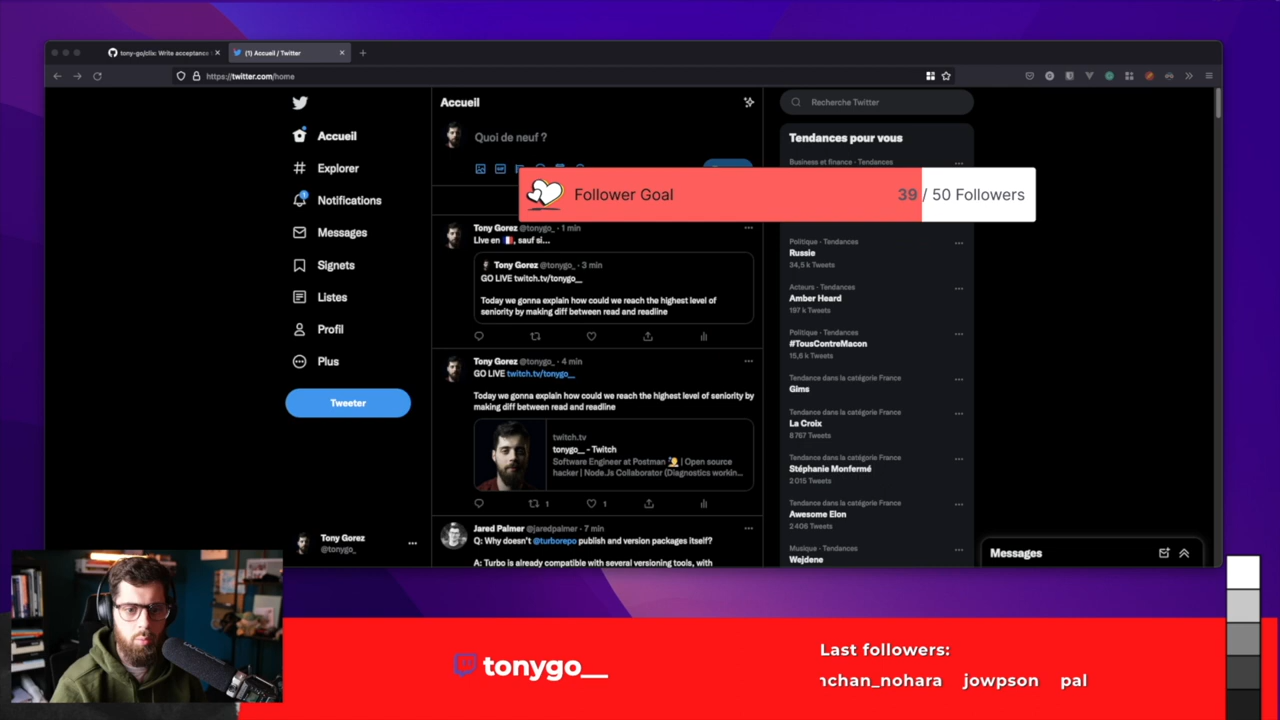 tony-go/clix: Write acceptance
(1) Accueil / Twitter
https://twitter.com/home
Accueil
Explorer
Notifications
1
Messages
Signets
Listes
Profil
Plus
Tweeter
Tony Gorez
@tonygo_
Accueil
Quoi de neuf ?
Follower Goal
39 / 50 Followers
Tony Gorez @tonygo_ · 1 min
Live en 🇫🇷, sauf si...
Tony Gorez @tonygo_ · 3 min
GO LIVE twitch.tv/tonygo__
Today we gonna explain how could we reach the highest level of
seniority by making diff between read and readline
Tony Gorez @tonygo_ · 4 min
GO LIVE twitch.tv/tonygo__
Today we gonna explain how could we reach the highest level of seniority by
making diff between read and readline
twitch.tv
tonygo__ - Twitch
Software Engineer at Postman | Open source
hacker | Node.Js Collaborator (Diagnostics workin...
1
1
Jared Palmer @jaredpalmer · 7 min
Q: Why doesn't @turborepo publish and version packages itself?
A: Turbo is already compatible with several versioning tools, with
Recherche Twitter
Tendances pour vous
Business et finance · Tendances
Politique · Tendances
Russie
34,5 k Tweets
Acteurs · Tendances
Amber Heard
197 k Tweets
Politique · Tendances
#TousContreMacon
15,6 k Tweets
Tendance dans la catégorie France
Gims
Tendance dans la catégorie France
La Croix
8 767 Tweets
Tendance dans la catégorie France
Stéphanie Monfermé
2 015 Tweets
Tendance dans la catégorie France
Awesome Elon
2 406 Tweets
Musique · Tendances
Wejdene
Messages
tonygo__
Last followers:
nchan_nohara jowpson pal